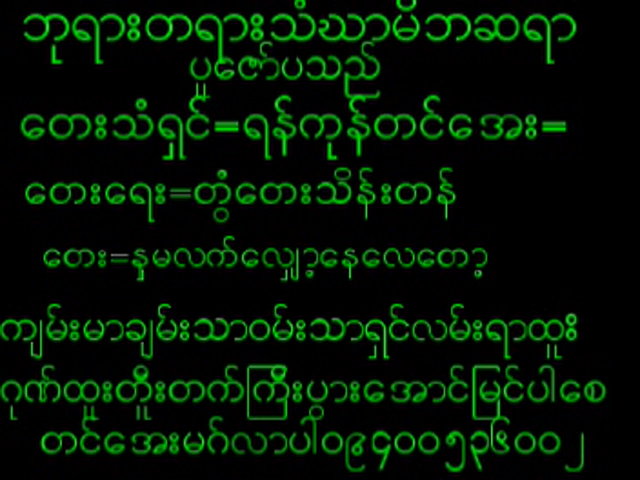 ဘုရားတရားသံဃာမိဘဆရာ
ပူဇော်ပသည်
တေးသံရှင်=ရန်ကုန်တင်အေး=
တေးရေး=တွံတေးသိန်းတန်
တေး=နှမလက်လျှော့နေလေတော့
ကျမ်းမာချမ်းသာဝမ်းသာရှင်လမ်းရာထူး
ဂုဏ်ထူးတိုးတက်ကြီးပွားအောင်မြင်ပါစေ
တင်အေးမင်္ဂလာပါ၀၉၄၀၀၅၃၆၀၀၂